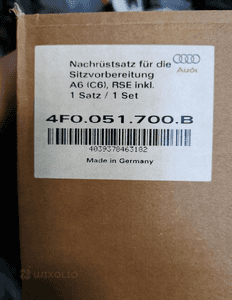 Nachrüstsatz für die
Sitzvorbereitung
Audi
A6 (C6), RSE inkl.
1 Satz / 1 Set
4F0.051.700.B
4039378463182
Made in Germany